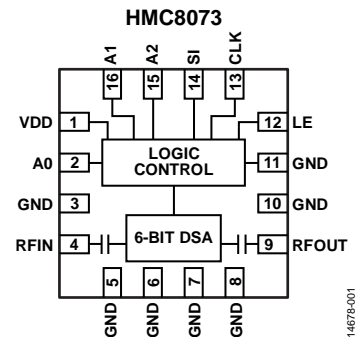 HMC8073
A1
A2
SI
CLK
16
15
14
13
VDD
1
12
LE
A0
2
LOGIC
CONTROL
11
GND
GND
3
10
GND
RFIN
4
6-BIT DSA
9
RFOUT
5
6
7
8
GND
GND
GND
GND
14678-001